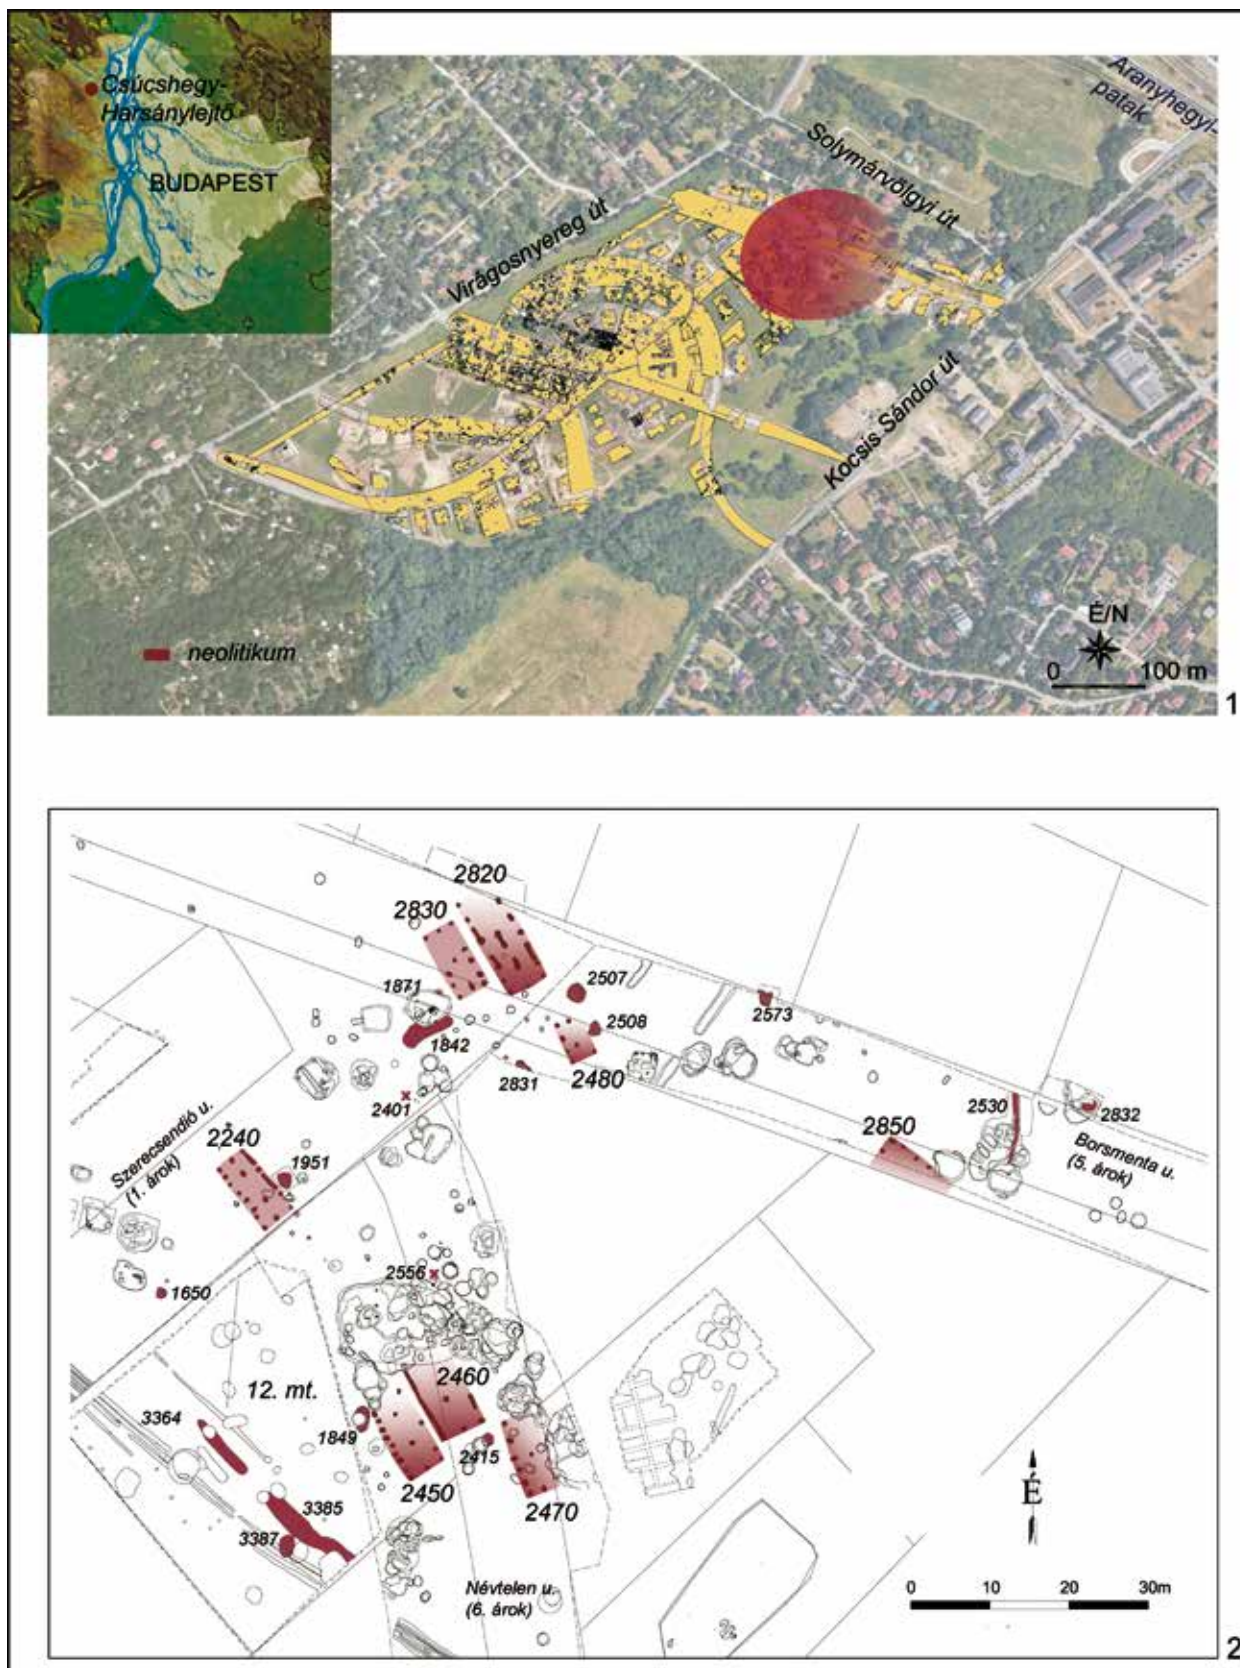 Csúcshegy-
Harsánylejtő
BUDAPEST
Aranyhegyi-
patak
Solymárvölgyi út
Virágosnyereg út
Kocsis Sándor út
neolitikum
É/N
0 100 m
1
2820
2830
1871
2507
2573
2508
1842
2831
2480
2401
2530
2832
2850
Borsmenta u.
(5. árok)
2240
Szerecsendió u.
(1. árok)
1951
2556
1650
2460
12. mt.
3364
1849
2415
2450
2470
3385
3387
É
Névtelen u.
(6. árok)
0 10 20 30m
2